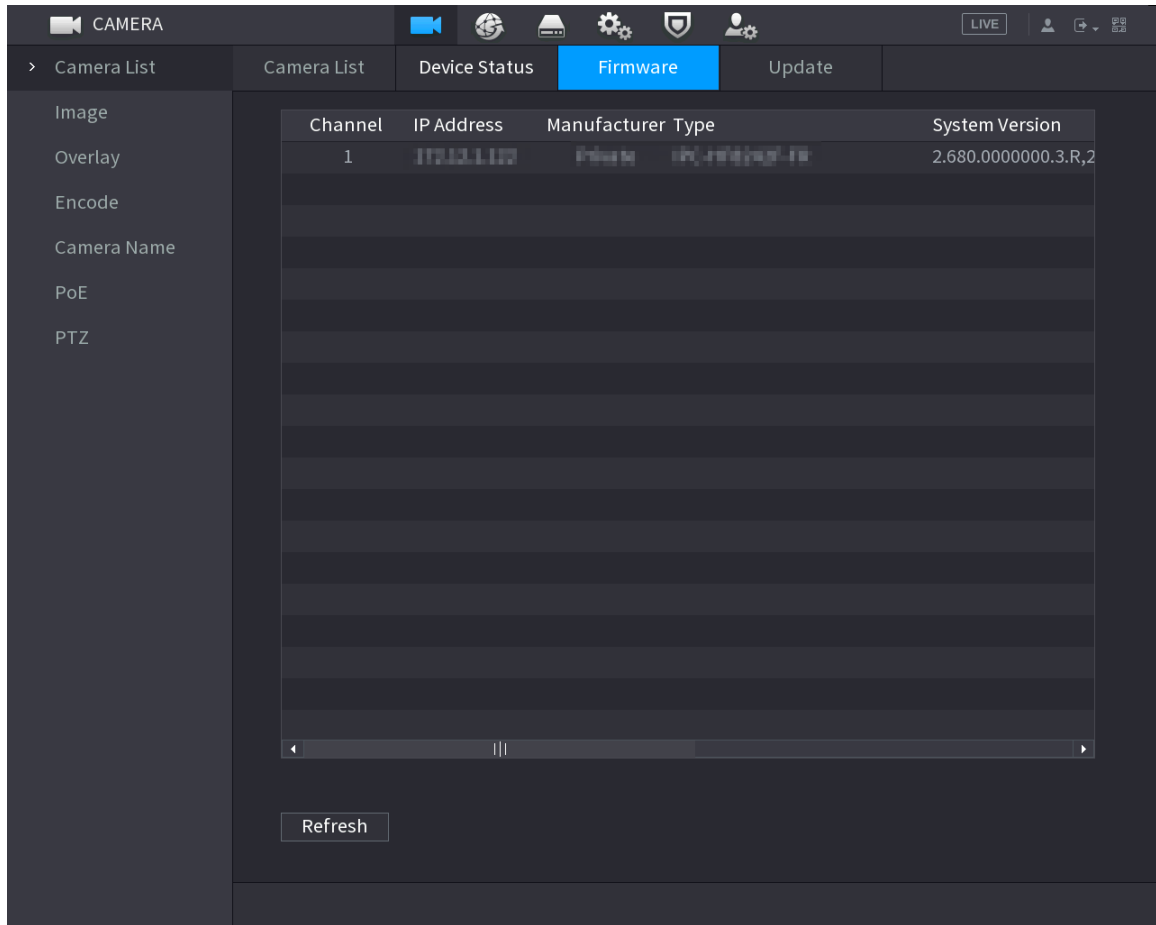 CAMERA LIVE
Camera List
Image
Overlay
Encode
Camera Name
PoE
PTZ
Camera List Device Status Firmware Update
Channel IP Address Manufacturer Type System Version
1 2.680.0000000.3.R,2
Refresh